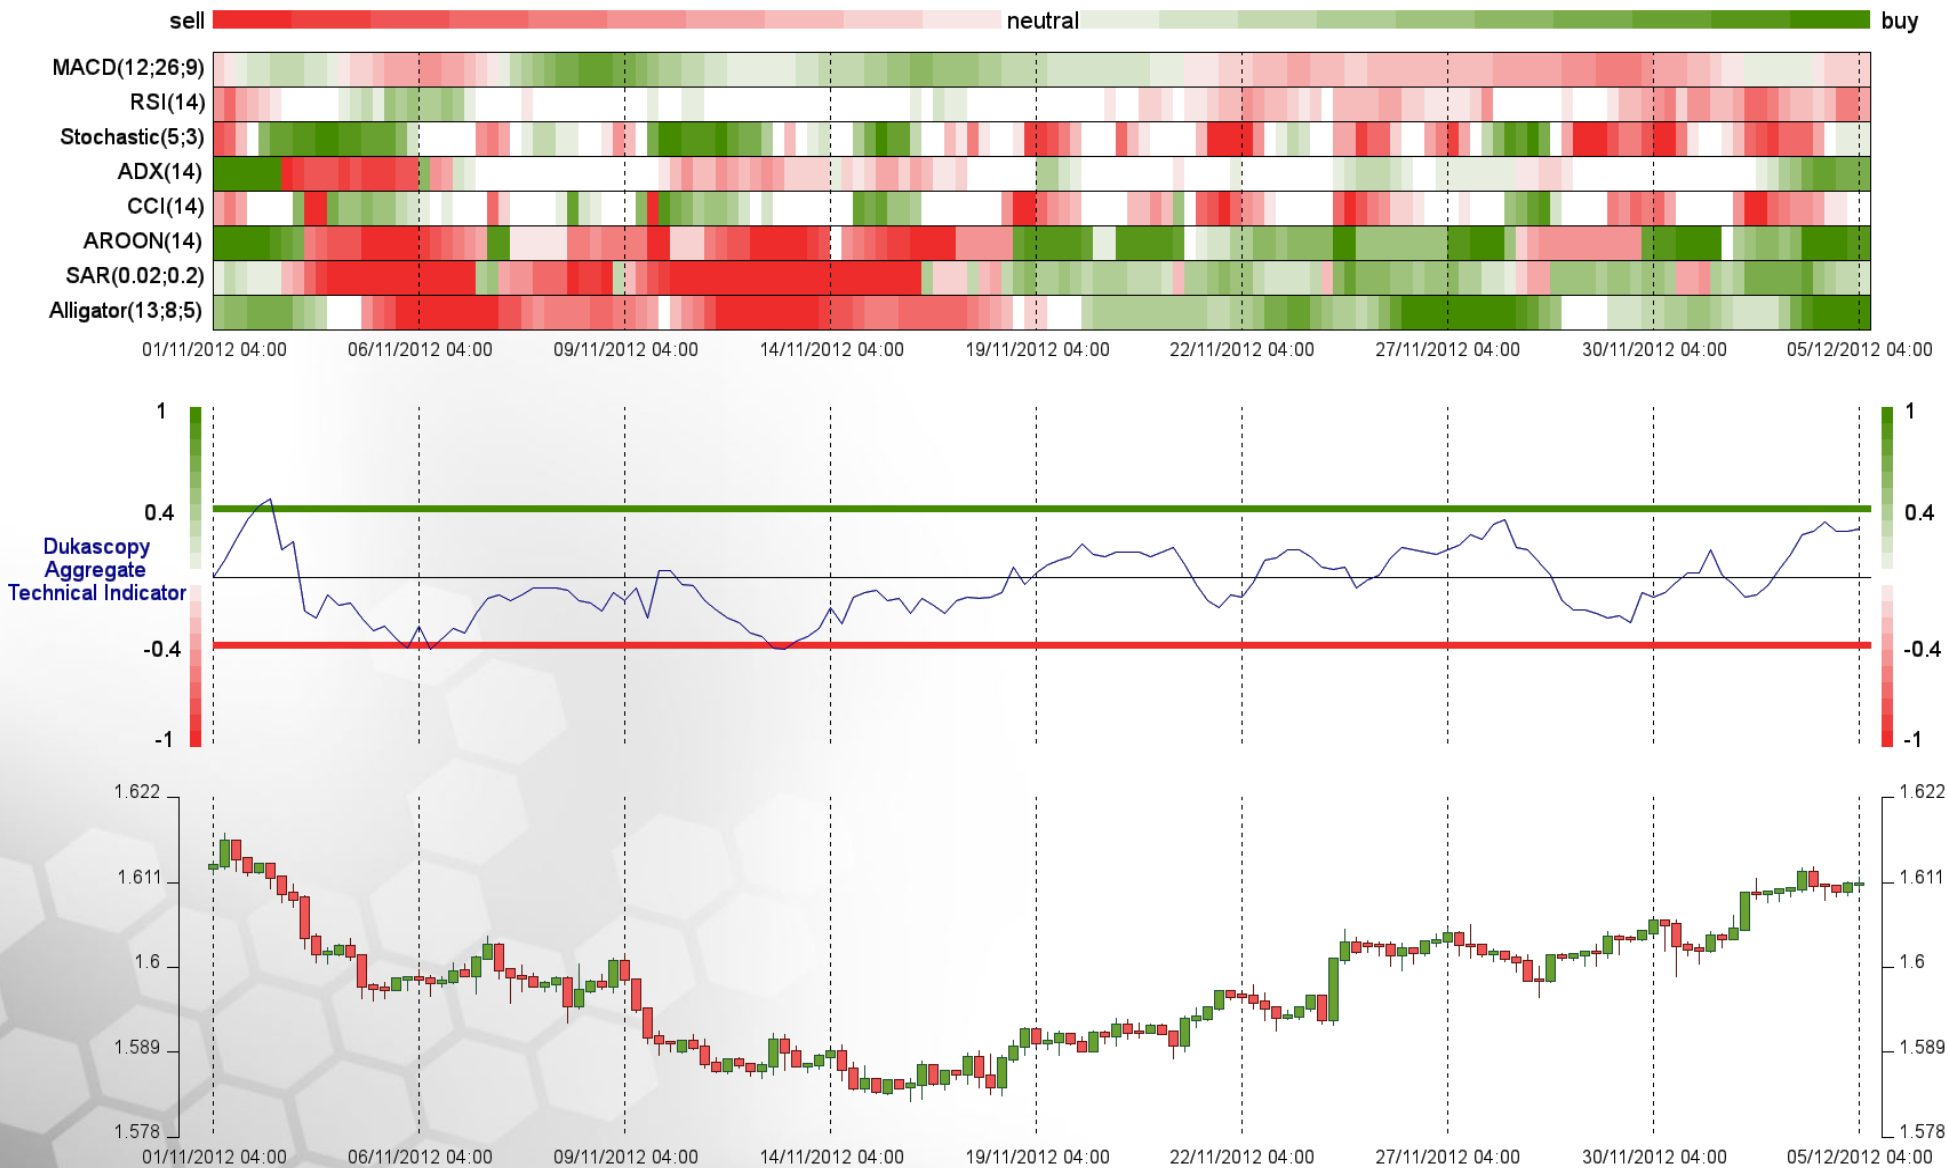 sell neutral buy
MACD(12;26;9)
RSI(14)
Stochastic(5;3)
ADX(14)
CCI(14)
AROON(14)
SAR(0.02;0.2)
Alligator(13;8;5)
01/11/2012 04:00 06/11/2012 04:00 09/11/2012 04:00 14/11/2012 04:00 19/11/2012 04:00 22/11/2012 04:00 27/11/2012 04:00 30/11/2012 04:00 05/12/2012 04:00
1 1
0.4 0.4
Dukascopy
Aggregate
Technical Indicator
-0.4 -0.4
-1 -1
1.622 1.622
1.611 1.611
1.6 1.6
1.589 1.589
1.578 1.578
01/11/2012 04:00 06/11/2012 04:00 09/11/2012 04:00 14/11/2012 04:00 19/11/2012 04:00 22/11/2012 04:00 27/11/2012 04:00 30/11/2012 04:00 05/12/2012 04:00